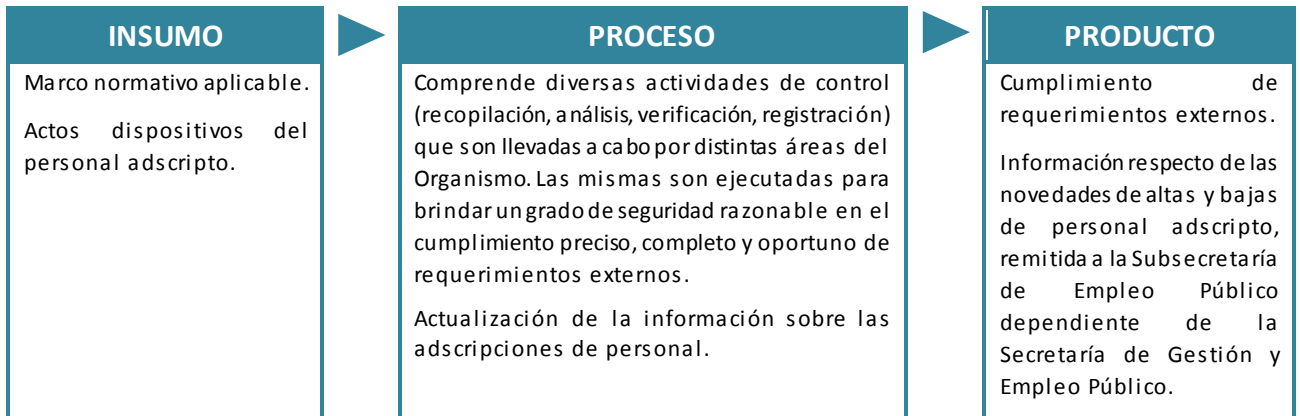 INSUMO
Marco normativo aplicable.
Actos dispositivos del
personal adscripto.
PROCESO
Comprende diversas actividades de control
(recopilación, análisis, verificación, registración)
que son llevadas a cabo por distintas áreas del
Organismo. Las mismas son ejecutadas para
brindar un grado de seguridad razonable en el
cumplimiento preciso, completo y oportuno de
requerimientos externos.
Actualización de la información sobre las
adscripciones de personal.
PRODUCTO
Cumplimiento de
requerimientos externos.
Información respecto de las
novedades de altas y bajas
de personal adscripto,
remitida a la Subsecretaría
de Empleo Público
dependiente de la
Secretaría de Gestión y
Empleo Público.